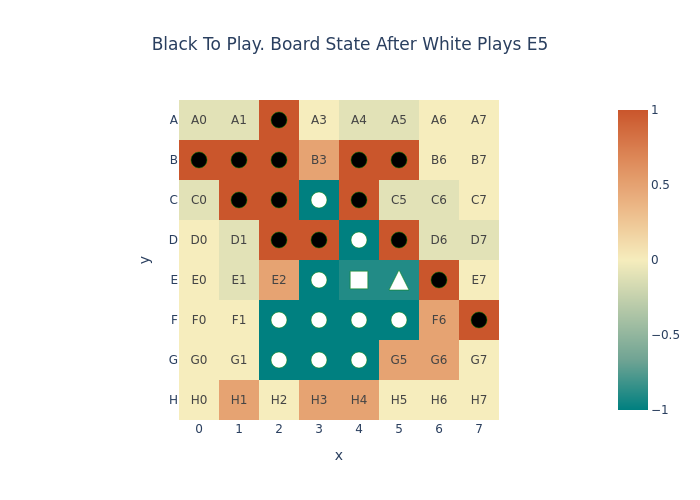 Black To Play. Board State After White Plays E5
A A0 A1 A3 A4 A5 A6 A7
B B3 B6 B7
C C0 C5 C6 C7
D D0 D1 D6 D7
E E0 E1 E2 E7
F F0 F1 F6
G G0 G1 G5 G6 G7
H H0 H1 H2 H3 H4 H5 H6 H7
0 1 2 3 4 5 6 7
x
y
1
0.5
0
−0.5
−1